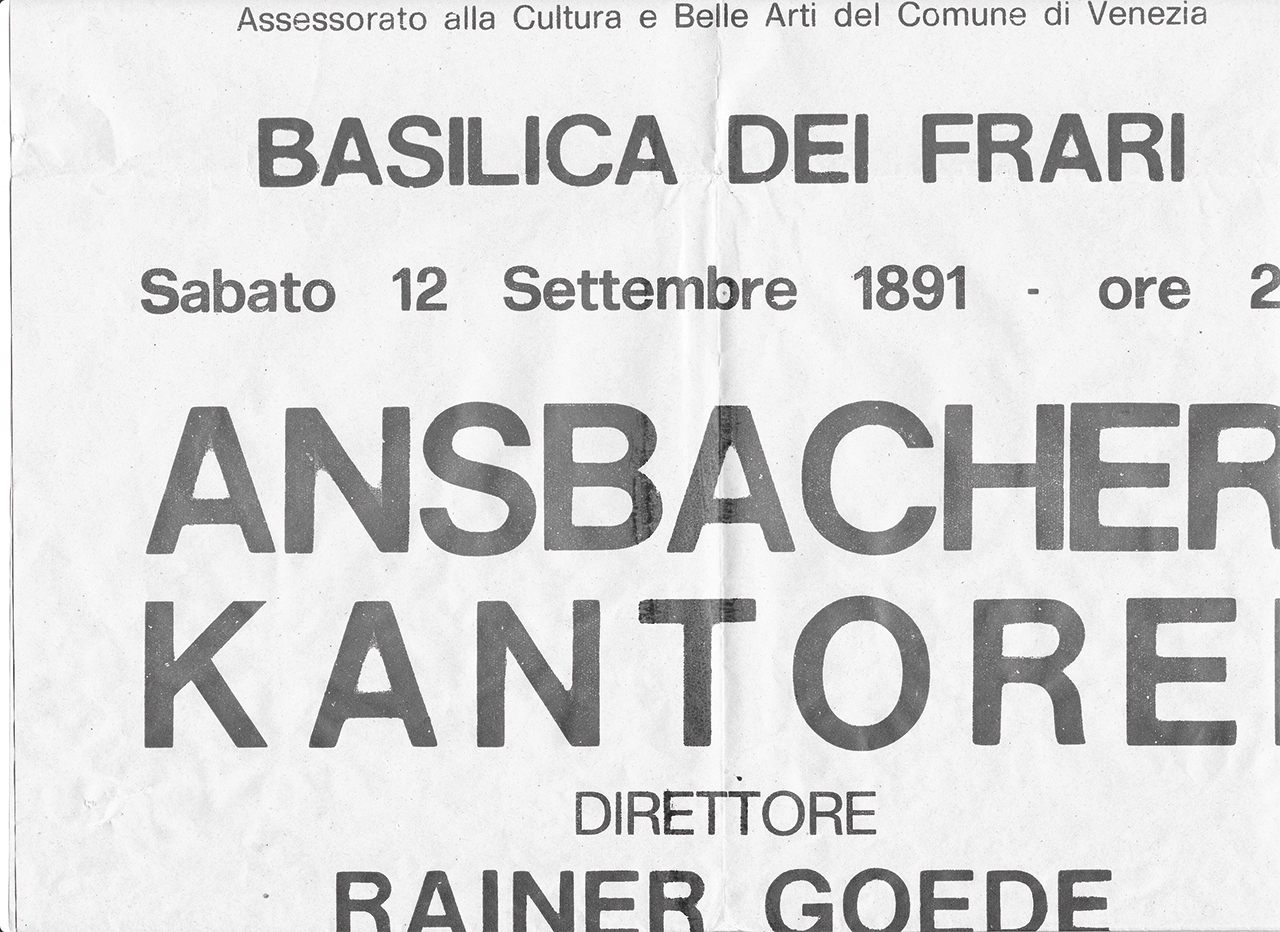 Assessorato alla Cultura e Belle Arti del Comune di Venezia
BASILICA DEI FRARI
Sabato 12 Settembre 1891 - ore 2
ANSBACHER
KANTORE
DIRETTORE
RAINER GOEDE